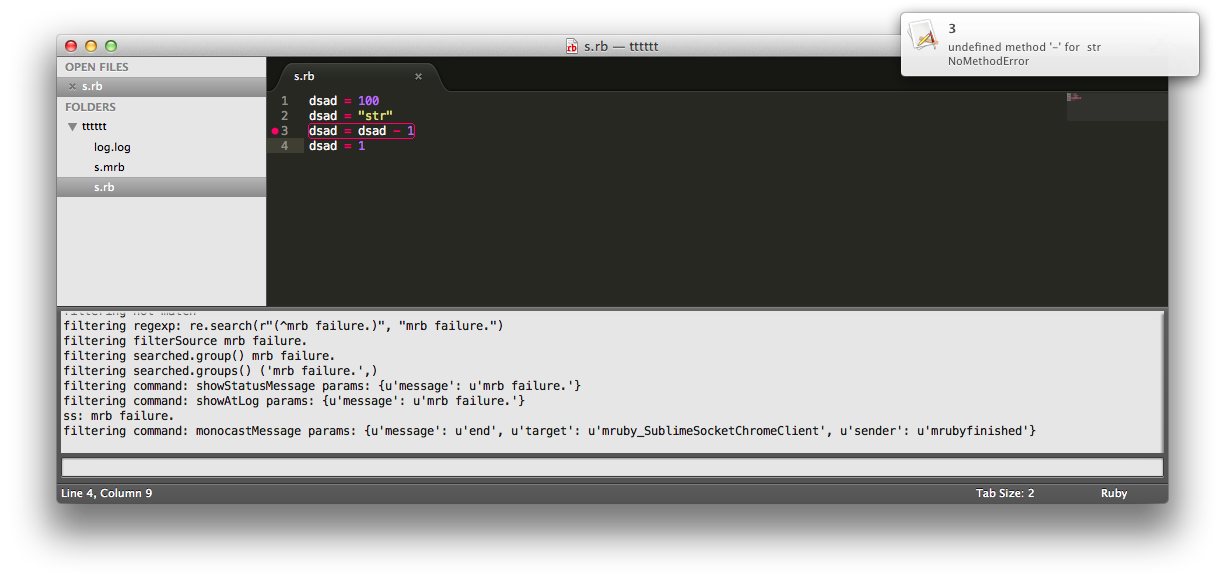 s.rb — tttttt
3
undefined method '-' for str
NoMethodError
OPEN FILES
s.rb
FOLDERS
tttttt
log.log
s.mrb
s.rb
s.rb
1 dsad = 100
2 dsad = "str"
3 dsad = dsad - 1
4 dsad = 1
filtering not match
filtering regexp: re.search(r"(^mrb failure.)", "mrb failure.")
filtering filterSource mrb failure.
filtering searched.group() mrb failure.
filtering searched.groups() ('mrb failure.',)
filtering command: showStatusMessage params: {u'message': u'mrb failure.'}
filtering command: showAtLog params: {u'message': u'mrb failure.'}
ss: mrb failure.
filtering command: monocastMessage params: {u'message': u'end', u'target': u'mruby_SublimeSocketChromeClient', u'sender': u'mrubyfinished'}
Line 4, Column 9
Tab Size: 2
Ruby